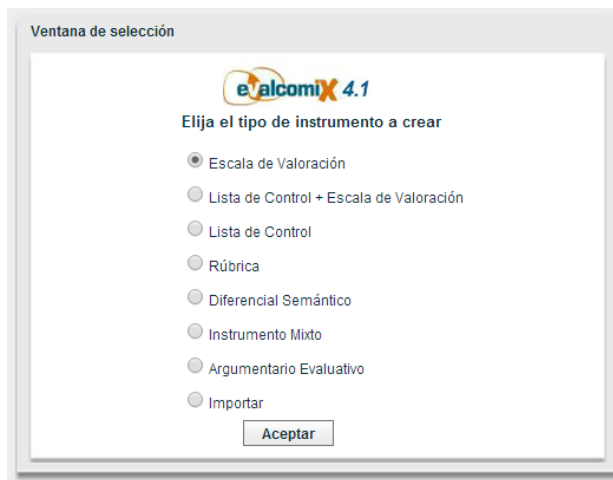 Ventana de selección
evalcomiX 4.1
Elija el tipo de instrumento a crear
Escala de Valoración
Lista de Control + Escala de Valoración
Lista de Control
Rúbrica
Diferencial Semántico
Instrumento Mixto
Argumentario Evaluativo
Importar
Aceptar